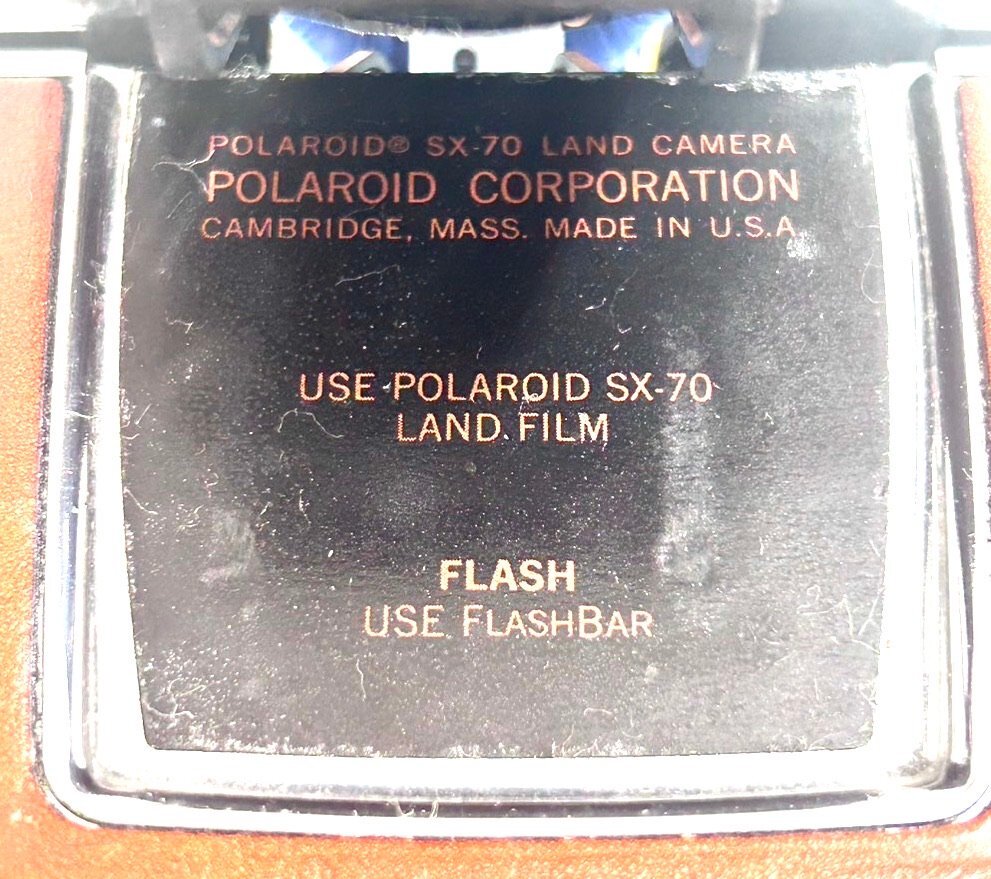 POLAROID® SX-70 LAND CAMERA
POLAROID CORPORATION
CAMBRIDGE, MASS. MADE IN U.S.A.
USE POLAROID SX-70
LAND FILM
FLASH
USE FLASHBAR